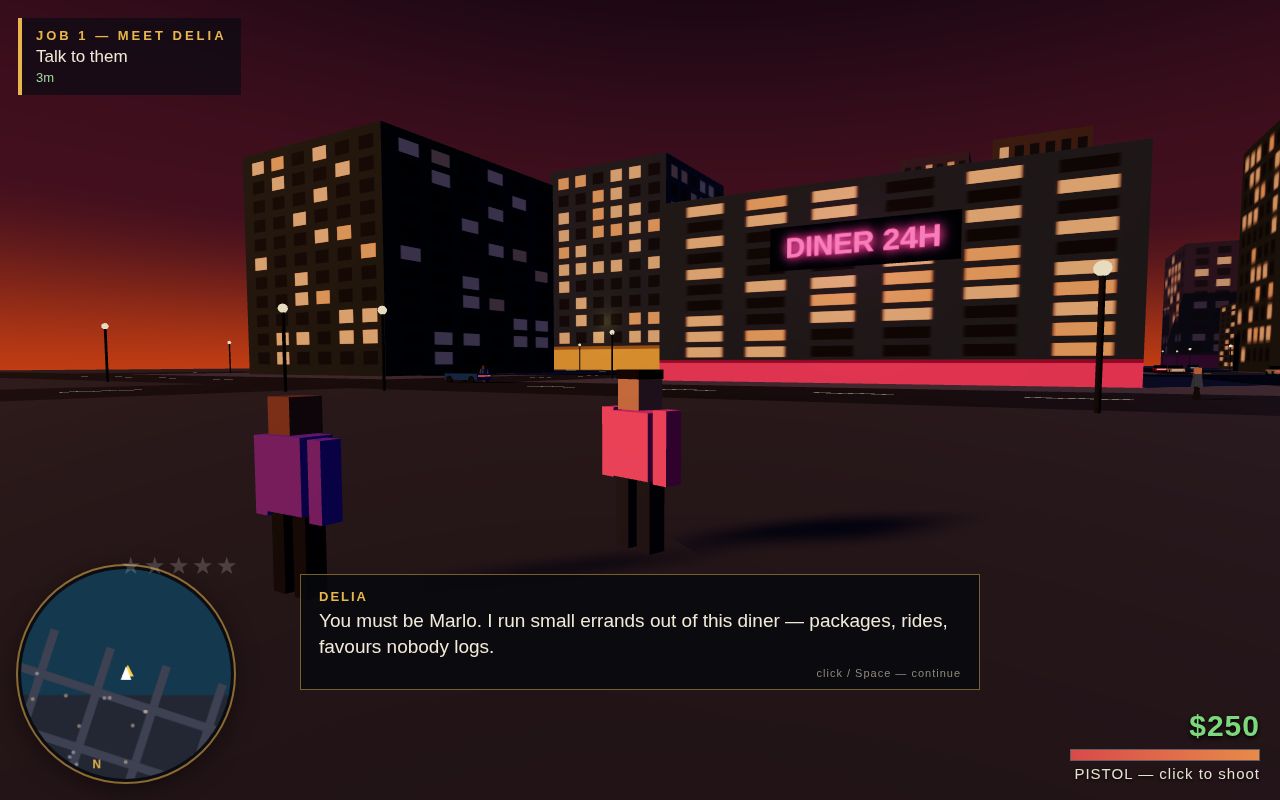 JOB 1 — MEET DELIA
Talk to them
3m
DINER 24H
DELIA
You must be Marlo. I run small errands out of this diner — packages, rides,
favours nobody logs.
click / Space — continue
N
$250
PISTOL — click to shoot